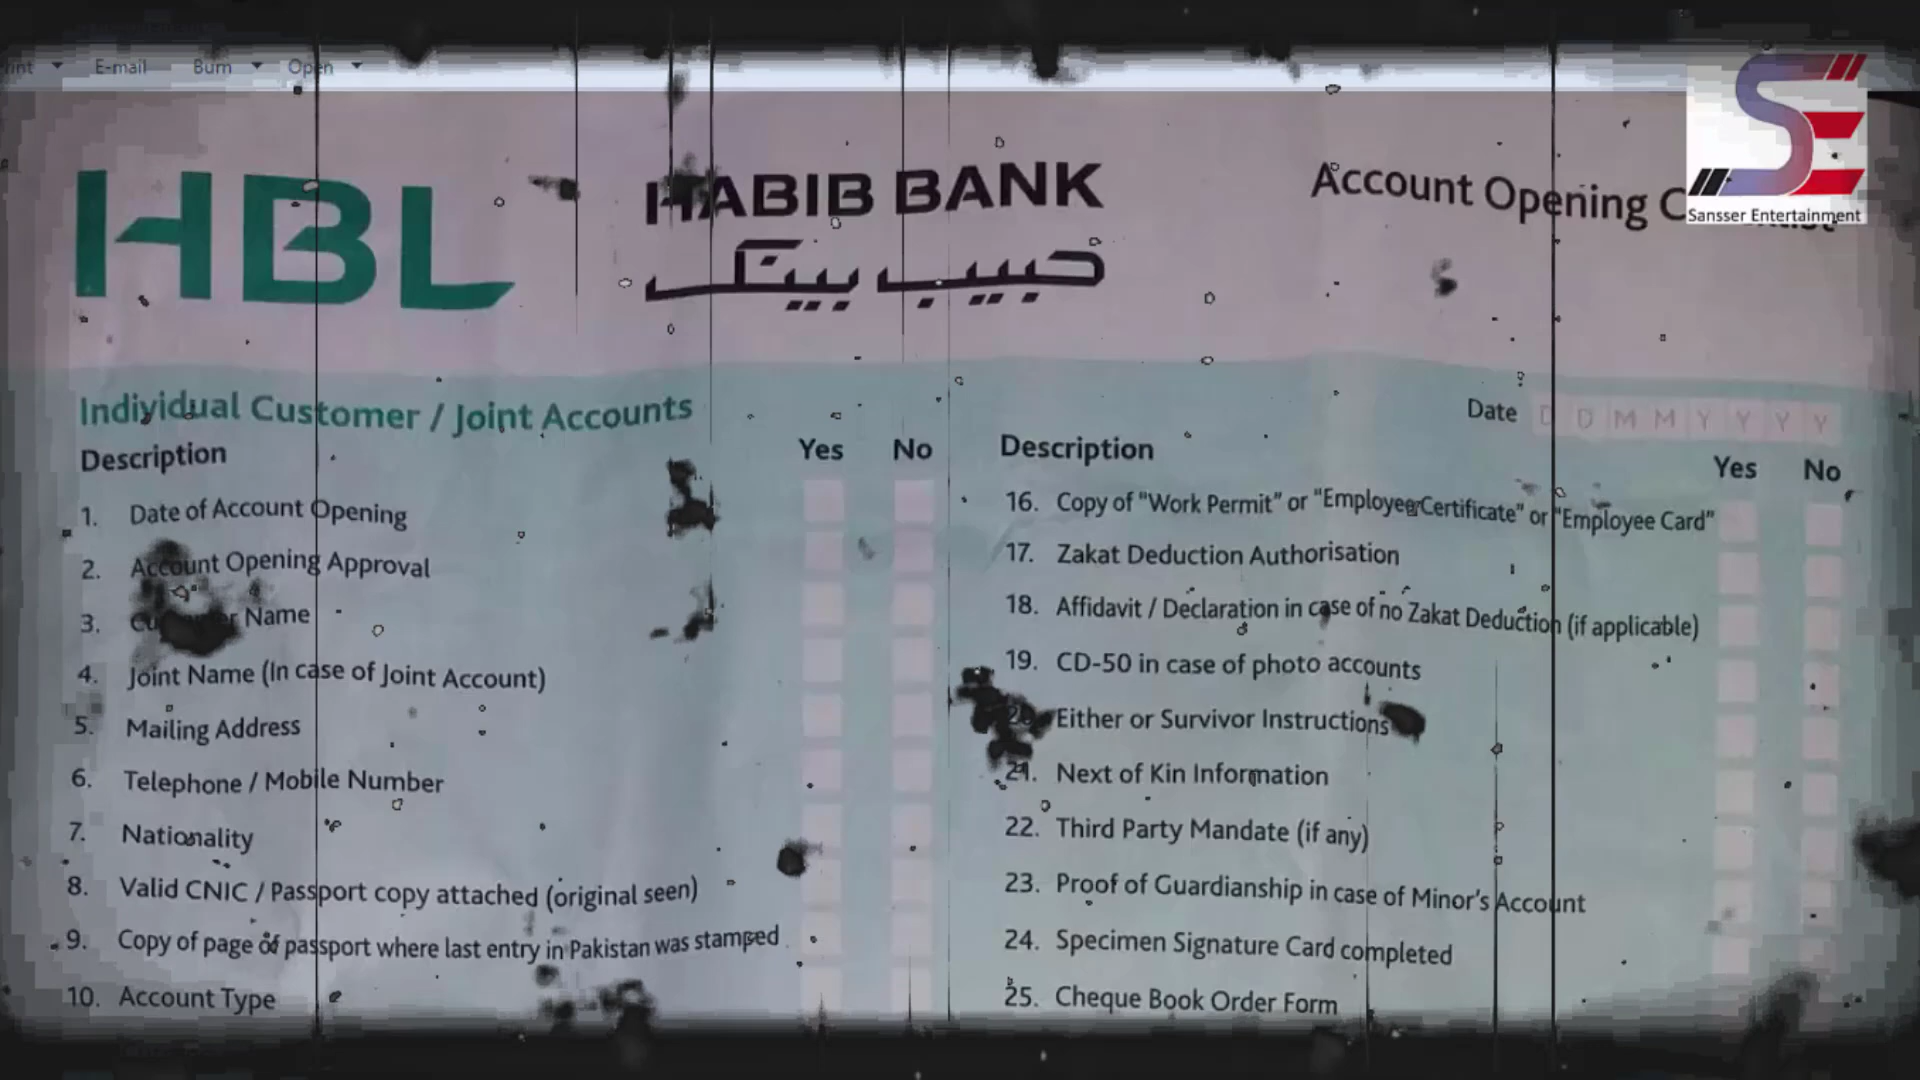 E-mail Burn Open
HBL
HABIB BANK
حبیب بینک
Account Opening
Sansser Entertainment
Individual Customer / Joint Accounts
Date D D M M Y Y Y Y
Description Yes No
1. Date of Account Opening
2. Account Opening Approval
3. Customer Name
4. Joint Name (In case of Joint Account)
5. Mailing Address
6. Telephone / Mobile Number
7. Nationality
8. Valid CNIC / Passport copy attached (original seen)
9. Copy of page of passport where last entry in Pakistan was stamped
10. Account Type
Description Yes No
16. Copy of "Work Permit" or "Employee Certificate" or "Employee Card"
17. Zakat Deduction Authorisation
18. Affidavit / Declaration in case of no Zakat Deduction (if applicable)
19. CD-50 in case of photo accounts
20. Either or Survivor Instructions
21. Next of Kin Information
22. Third Party Mandate (if any)
23. Proof of Guardianship in case of Minor's Account
24. Specimen Signature Card completed
25. Cheque Book Order Form